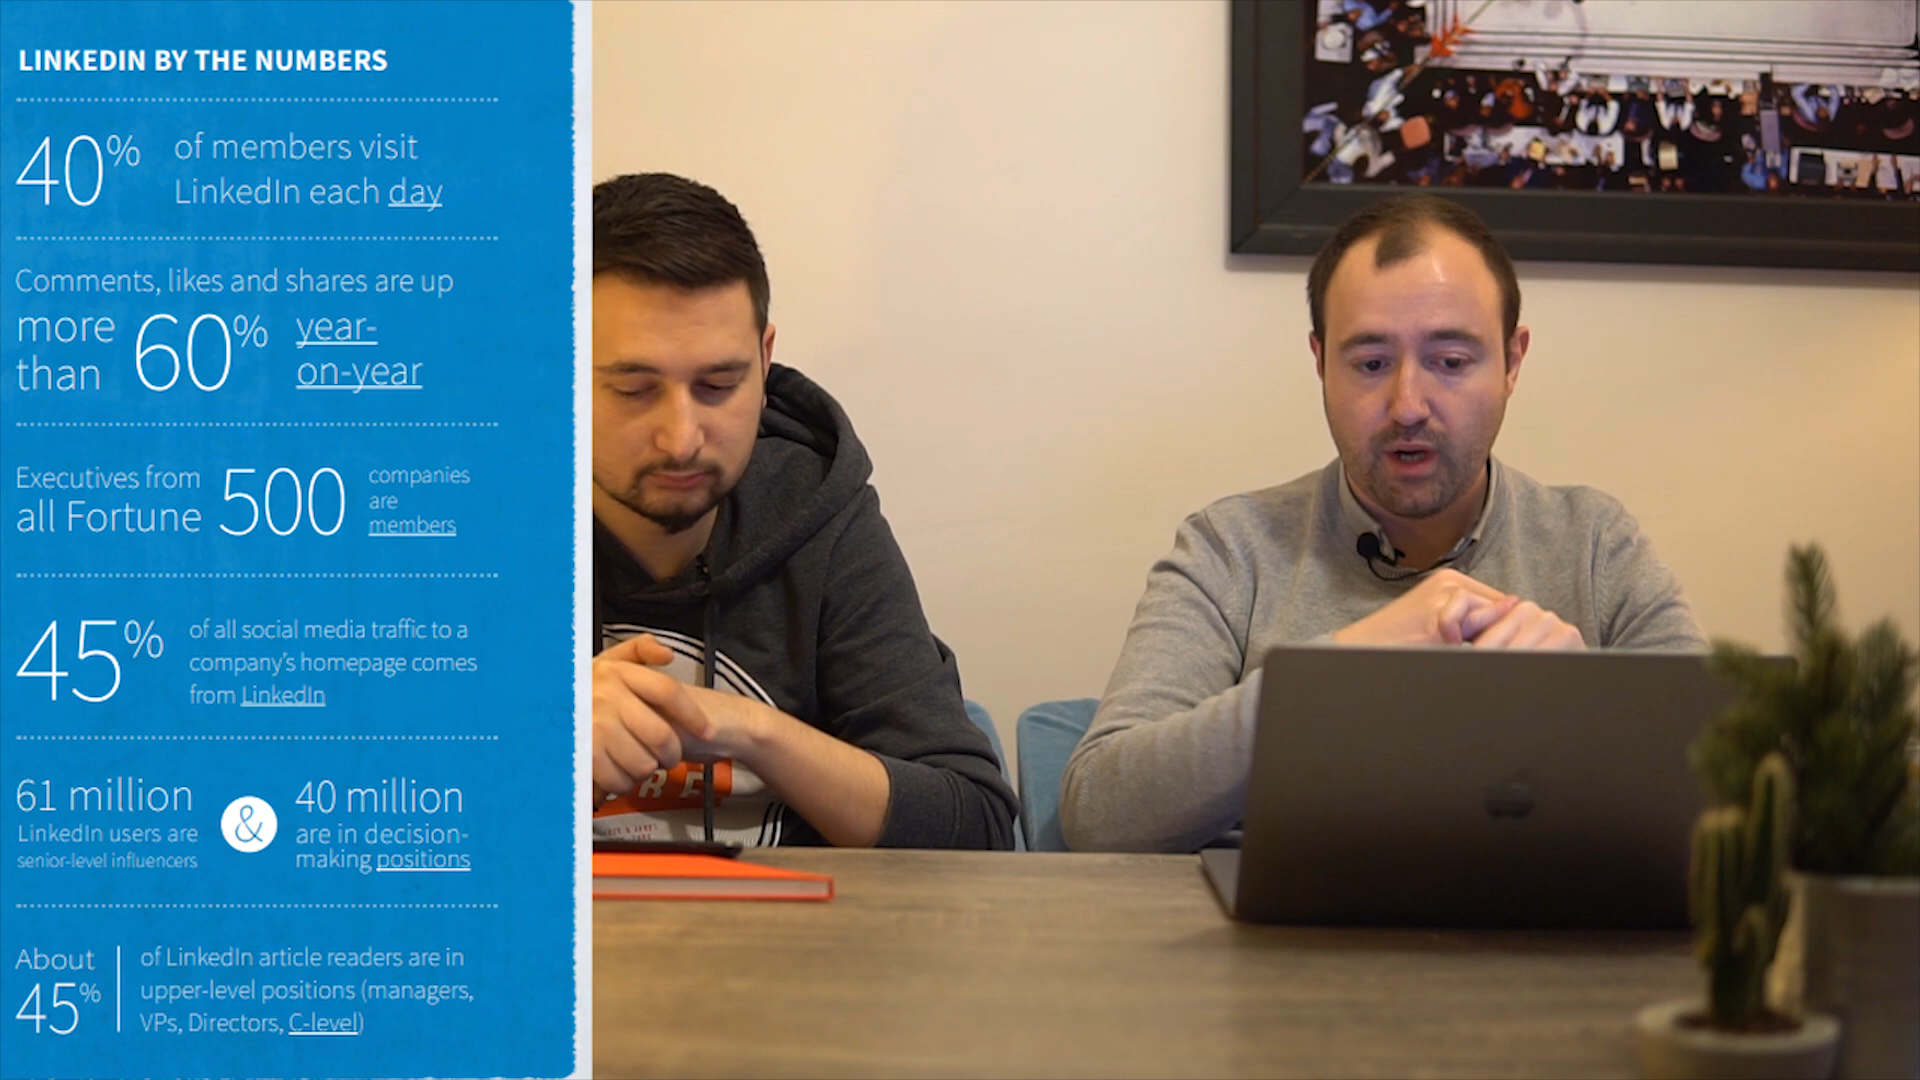 LINKEDIN BY THE NUMBERS
40% of members visit
LinkedIn each day
Comments, likes and shares are up
more than 60% year-
on-year
Executives from
all Fortune 500 companies
are
members
45% of all social media traffic to a
company's homepage comes
from LinkedIn
61 million
LinkedIn users are
senior-level influencers
&
40 million
are in decision-
making positions
About
45%
of LinkedIn article readers are in
upper-level positions (managers,
VPs, Directors, C-level)